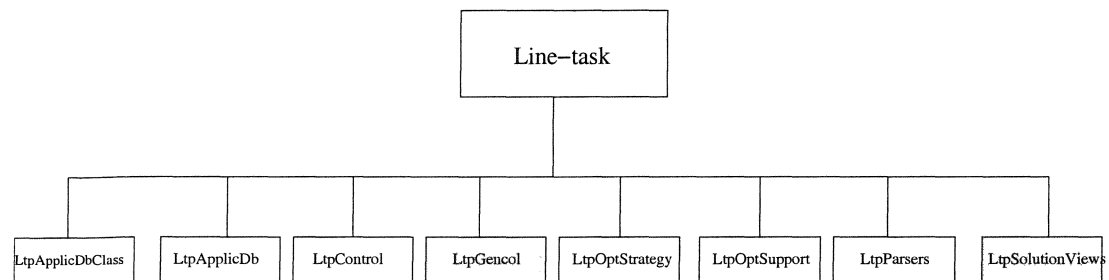 Line−task
LtpApplicDbClass
LtpApplicDb
LtpControl
LtpGencol
LtpOptStrategy
LtpOptSupport
LtpParsers
LtpSolutionViews